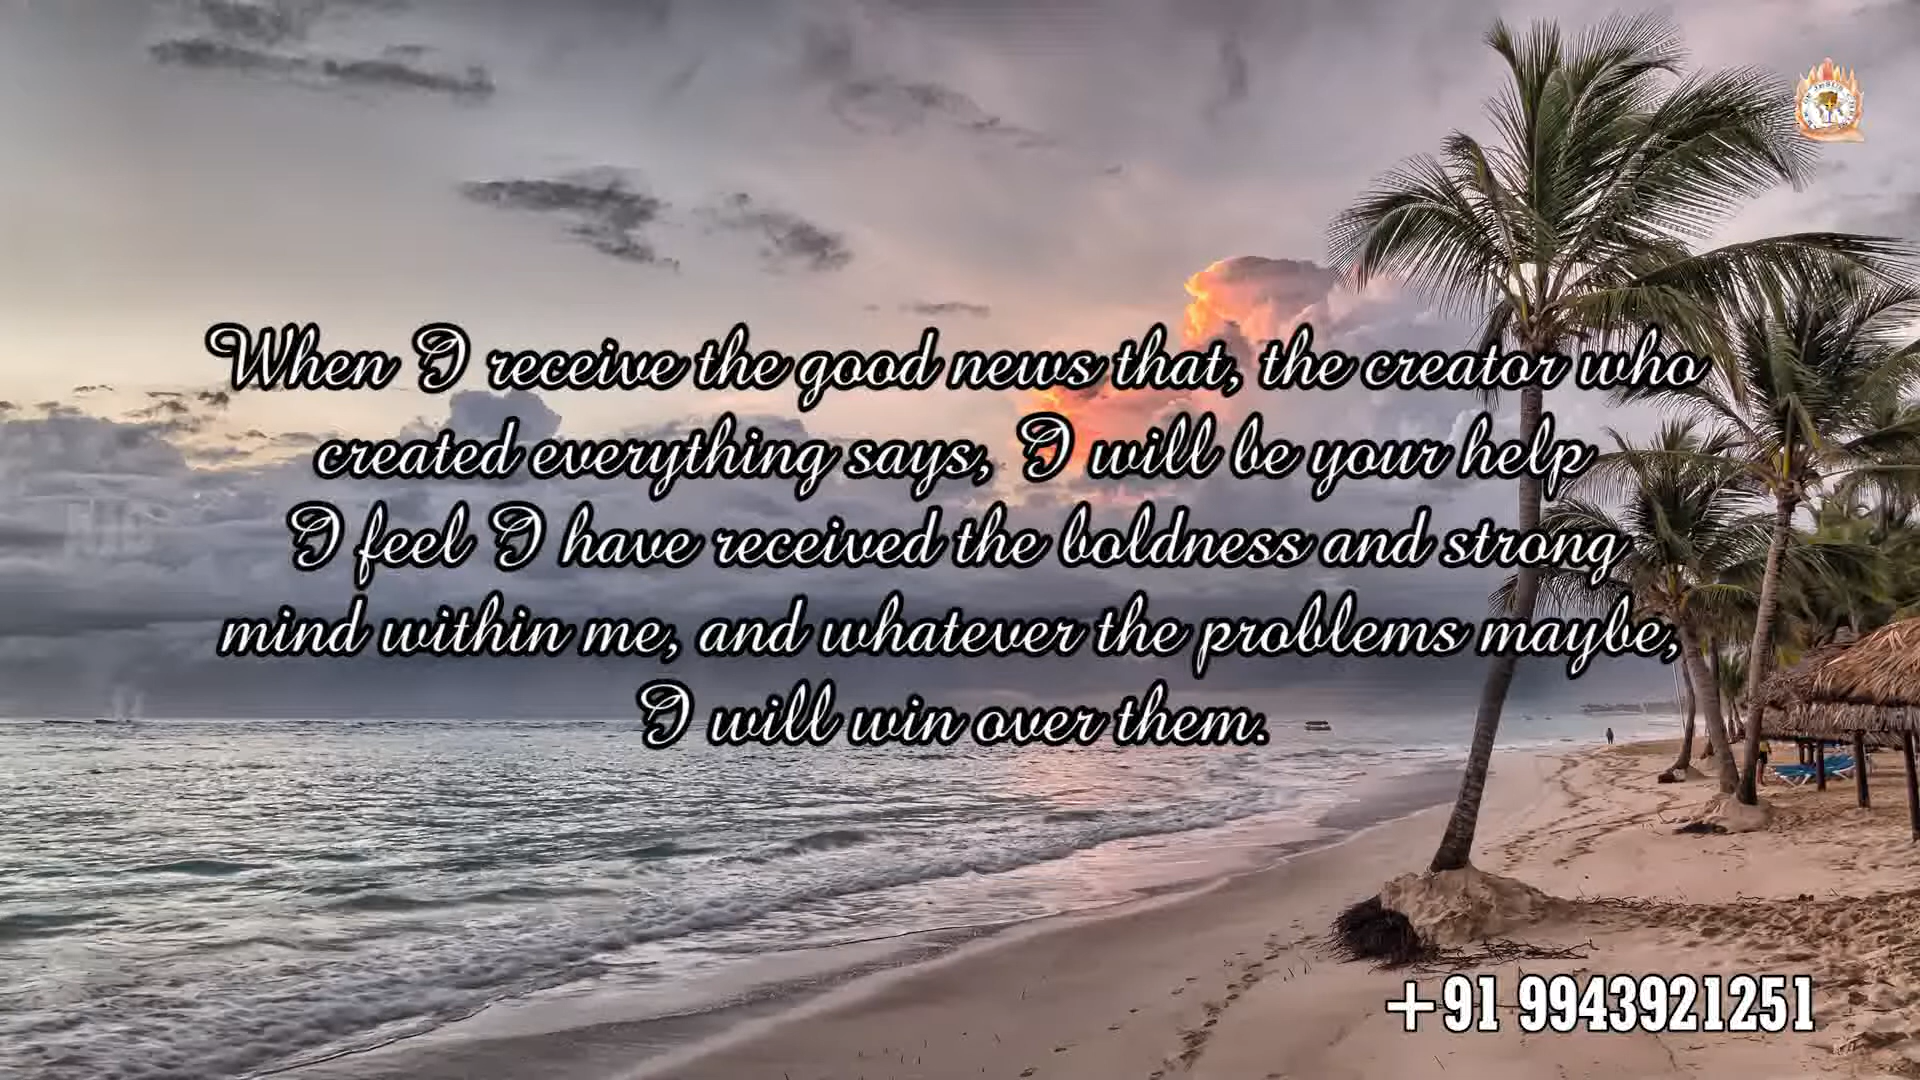 When I receive the good news that, the creator who
created everything says, I will be your help
I feel I have received the boldness and strong
mind within me, and whatever the problems maybe,
I will win over them.
+91 9943921251